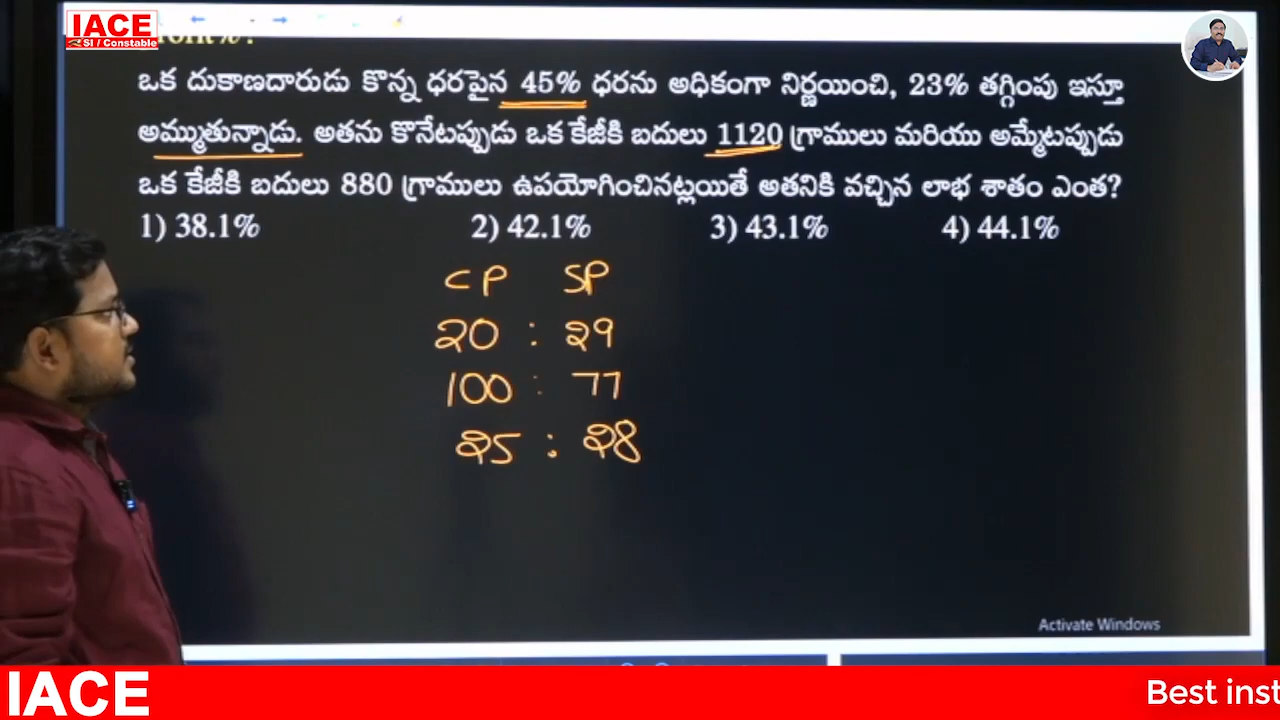 IACE
SI / Constable
ఒక దుకాణదారుడు కొన్న ధరపైన 45% ధరను అధికంగా నిర్ణయించి, 23% తగ్గింపు ఇస్తూ
అమ్ముతున్నాడు. అతను కొనేటప్పుడు ఒక కేజీకి బదులు 1120 గ్రాములు మరియు అమ్మేటప్పుడు
ఒక కేజీకి బదులు 880 గ్రాములు ఉపయోగించినట్లయితే అతనికి వచ్చిన లాభ శాతం ఎంత?
1) 38.1% 2) 42.1% 3) 43.1% 4) 44.1%
CP SP
20 : 29
100 : 77
25 : 28
Activate Windows
IACE
Best inst